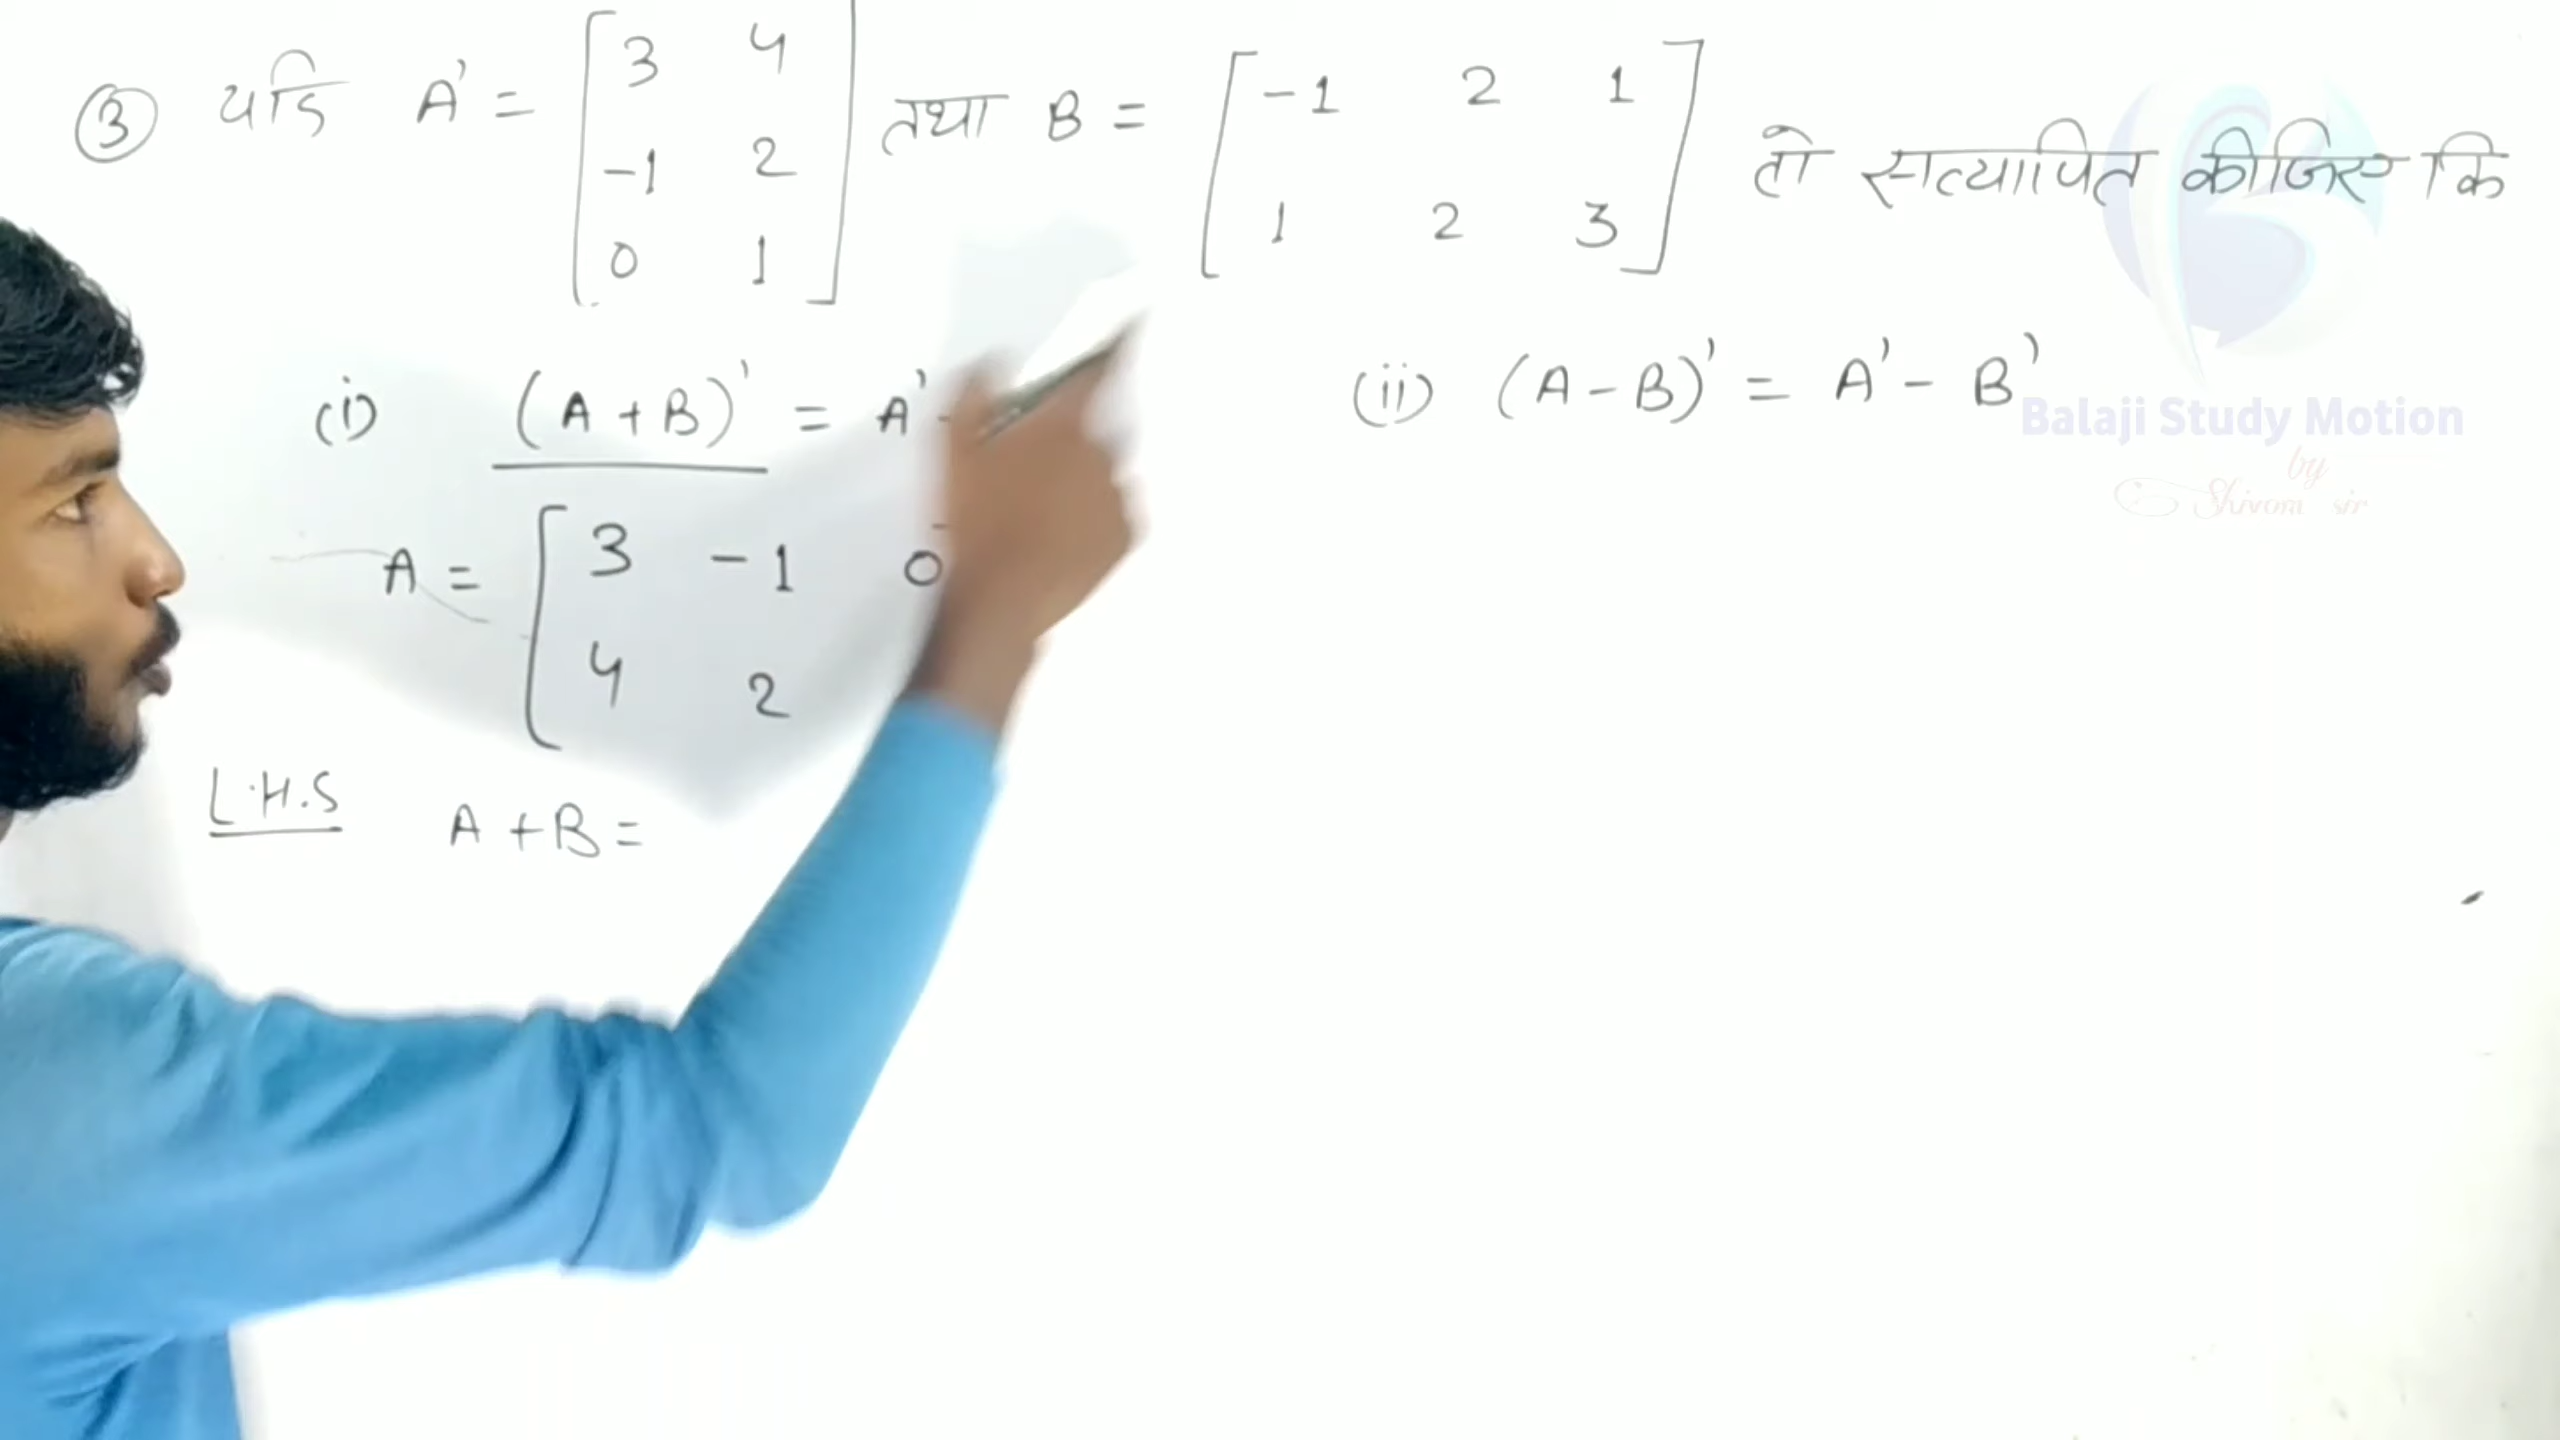 ③ यदि A' = [ 3 4 तथा B = [ -1 2 1 ] तो सत्यापित कीजिए कि
-1 2
0 1 ]
1 2 3
(i) (A + B)' = A' (ii) (A - B)' = A' - B'
Balaji Study Motion
by
Shivom sir
A = [ 3 -1 0
4 2
L.H.S A + B =